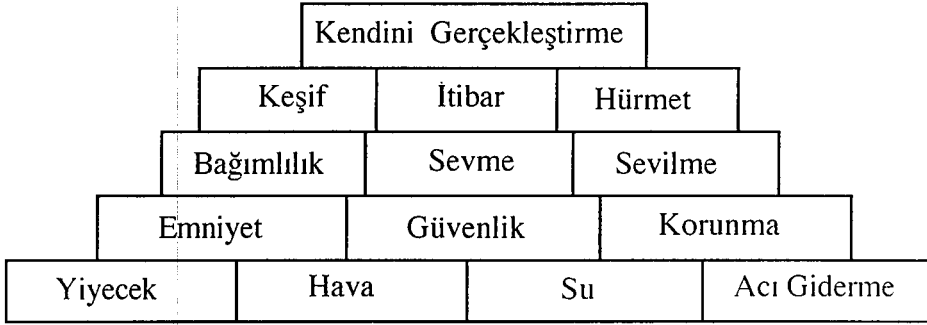 Kendini Gerçekleştirme
Keşif İtibar Hürmet
Bağımlılık Sevme Sevilme
Emniyet Güvenlik Korunma
Yiyecek Hava Su Acı Giderme